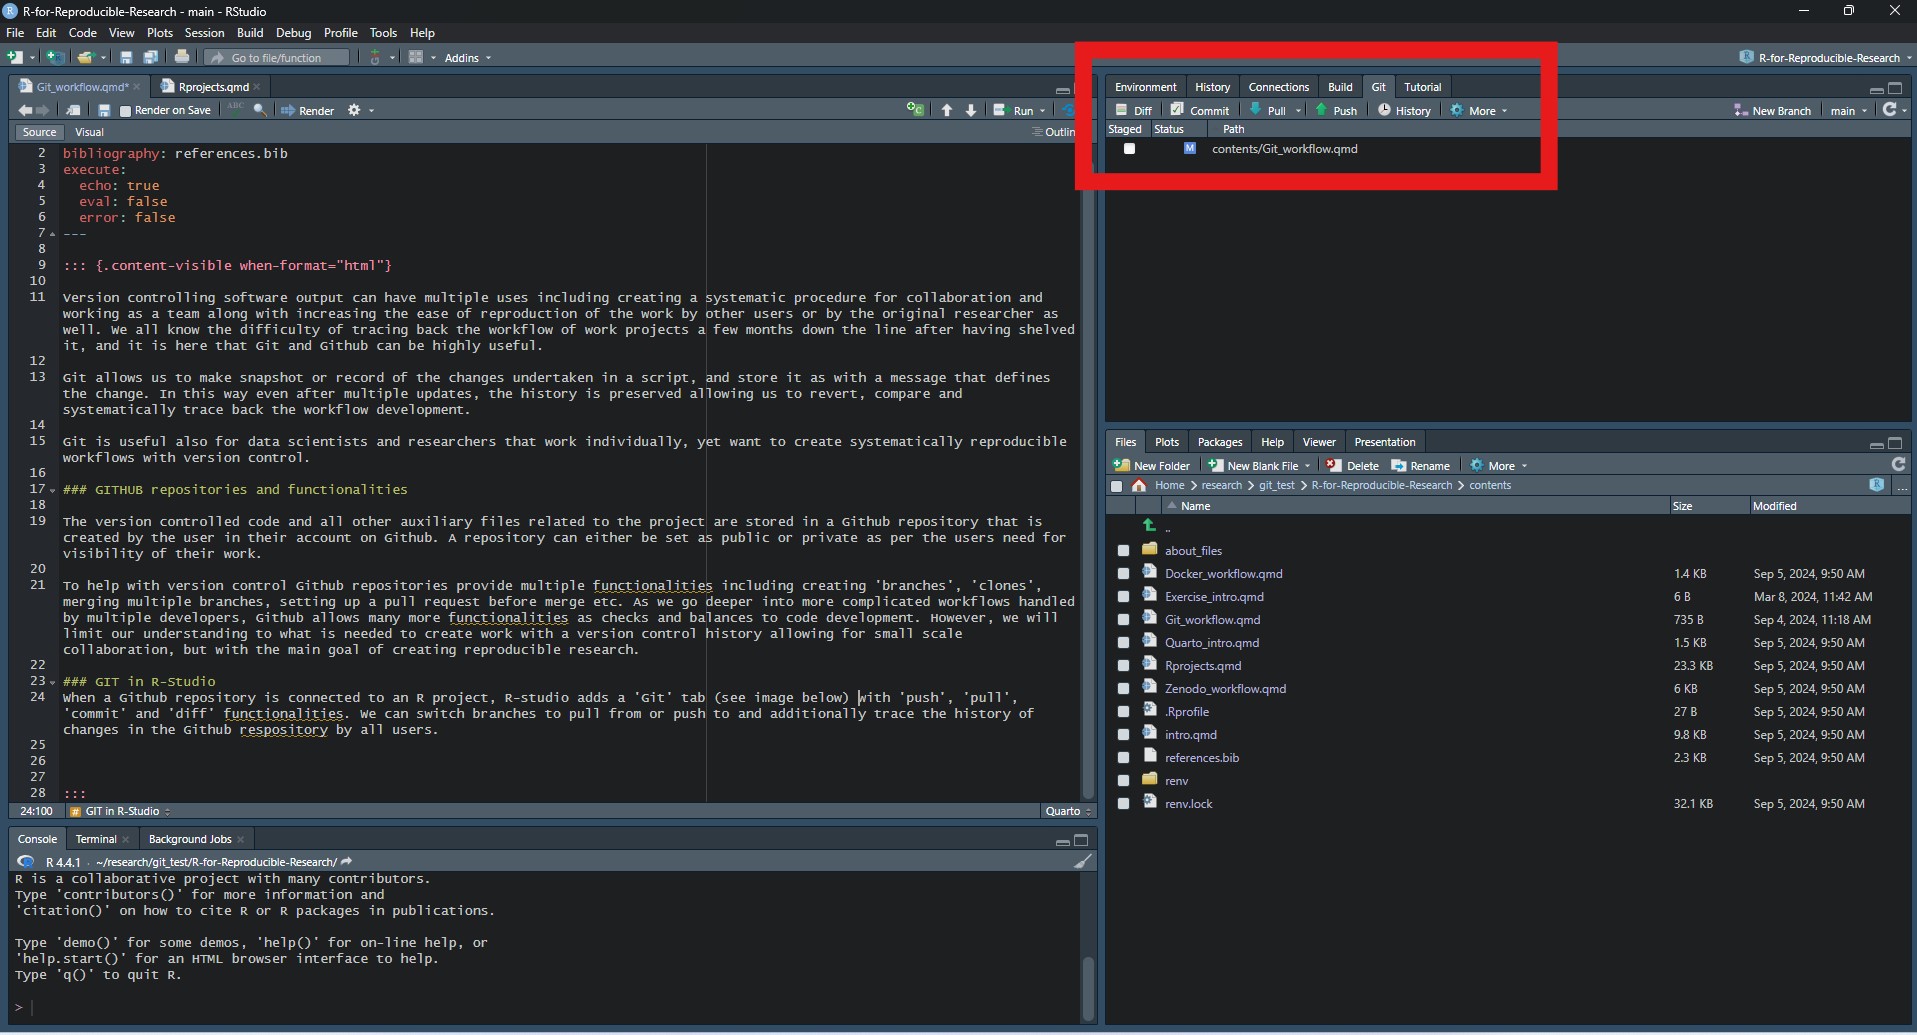 R-for-Reproducible-Research - main - RStudio
File Edit Code View Plots Session Build Debug Profile Tools Help
Go to file/function Addins R-for-Reproducible-Research
Git_workflow.qmd* Rprojects.qmd
Render on Save ABC Render Run
Source Visual Outlin
2 bibliography: references.bib
3 execute:
4 echo: true
5 eval: false
6 error: false
7 ---
8
9 ::: {.content-visible when-format="html"}
10
11 Version controlling software output can have multiple uses including creating a systematic procedure for collaboration and
working as a team along with increasing the ease of reproduction of the work by other users or by the original researcher as
well. We all know the difficulty of tracing back the workflow of work projects a few months down the line after having shelved
it, and it is here that Git and Github can be highly useful.
12
13 Git allows us to make snapshot or record of the changes undertaken in a script, and store it as with a message that defines
the change. In this way even after multiple updates, the history is preserved allowing us to revert, compare and
systematically trace back the workflow development.
14
15 Git is useful also for data scientists and researchers that work individually, yet want to create systematically reproducible
workflows with version control.
16
17 ### GITHUB repositories and functionalities
18
19 The version controlled code and all other auxiliary files related to the project are stored in a Github repository that is
created by the user in their account on Github. A repository can either be set as public or private as per the users need for
visibility of their work.
20
21 To help with version control Github repositories provide multiple functionalities including creating 'branches', 'clones',
merging multiple branches, setting up a pull request before merge etc. As we go deeper into more complicated workflows handled
by multiple developers, Github allows many more functionalities as checks and balances to code development. However, we will
limit our understanding to what is needed to create work with a version control history allowing for small scale
collaboration, but with the main goal of creating reproducible research.
22
23 ### GIT in R-Studio
24 When a Github repository is connected to an R project, R-studio adds a 'Git' tab (see image below) with 'push', 'pull',
'commit' and 'diff' functionalities. We can switch branches to pull from or push to and additionally trace the history of
changes in the Github respository by all users.
25
26
27
28 :::
24:100 # GIT in R-Studio Quarto
Console Terminal Background Jobs
R 4.4.1 · ~/research/git_test/R-for-Reproducible-Research/
R is a collaborative project with many contributors.
Type 'contributors()' for more information and
'citation()' on how to cite R or R packages in publications.
Type 'demo()' for some demos, 'help()' for on-line help, or
'help.start()' for an HTML browser interface to help.
Type 'q()' to quit R.
>
Environment History Connections Build Git Tutorial
Diff Commit Pull Push History More New Branch main
Staged Status Path
M contents/Git_workflow.qmd
Files Plots Packages Help Viewer Presentation
New Folder New Blank File Delete Rename More
Home > research > git_test > R-for-Reproducible-Research > contents ...
Name Size Modified
..
about_files
Docker_workflow.qmd 1.4 KB Sep 5, 2024, 9:50 AM
Exercise_intro.qmd 6 B Mar 8, 2024, 11:42 AM
Git_workflow.qmd 735 B Sep 4, 2024, 11:18 AM
Quarto_intro.qmd 1.5 KB Sep 5, 2024, 9:50 AM
Rprojects.qmd 23.3 KB Sep 5, 2024, 9:50 AM
Zenodo_workflow.qmd 6 KB Sep 5, 2024, 9:50 AM
.Rprofile 27 B Sep 5, 2024, 9:50 AM
intro.qmd 9.8 KB Sep 5, 2024, 9:50 AM
references.bib 2.3 KB Sep 5, 2024, 9:50 AM
renv
renv.lock 32.1 KB Sep 5, 2024, 9:50 AM